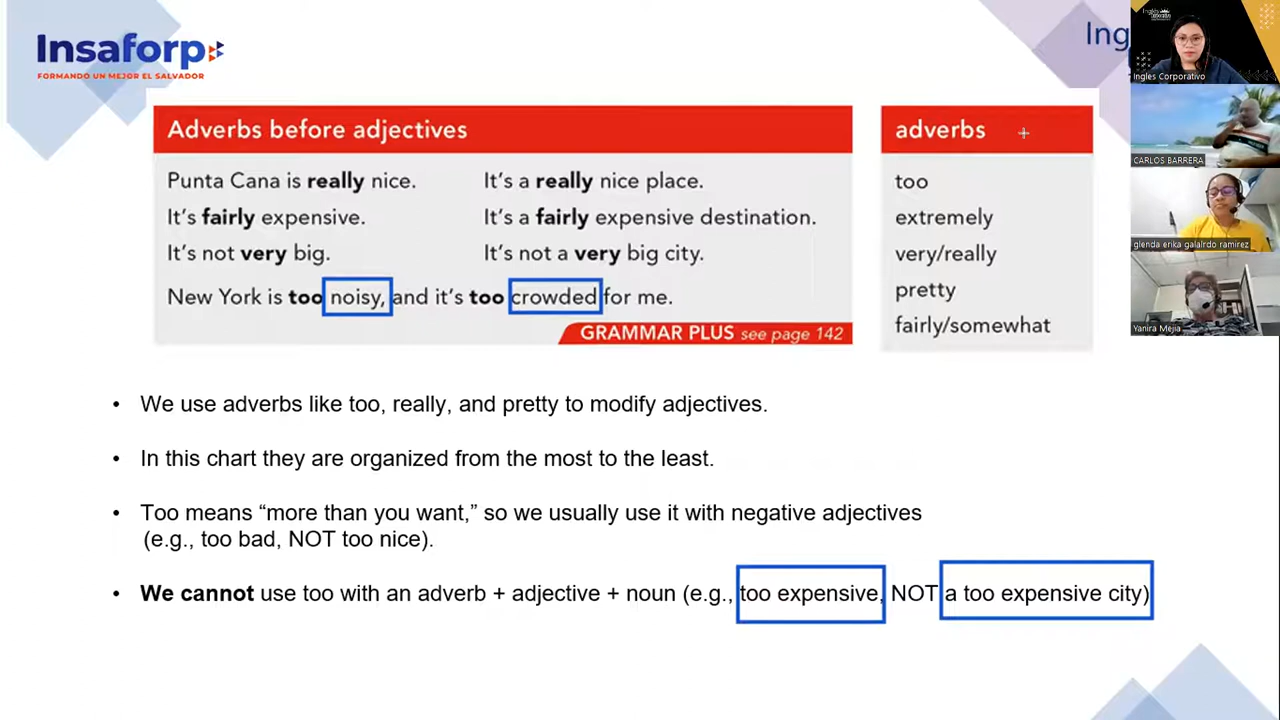 Insaforp
FORMANDO UN MEJOR EL SALVADOR
Ing
Adverbs before adjectives
Punta Cana is really nice. It's a really nice place.
It's fairly expensive. It's a fairly expensive destination.
It's not very big. It's not a very big city.
New York is too noisy, and it's too crowded for me.
GRAMMAR PLUS see page 142
adverbs
too
extremely
very/really
pretty
fairly/somewhat
• We use adverbs like too, really, and pretty to modify adjectives.
• In this chart they are organized from the most to the least.
• Too means “more than you want,” so we usually use it with negative adjectives
(e.g., too bad, NOT too nice).
• We cannot use too with an adverb + adjective + noun (e.g., too expensive, NOT a too expensive city)
Ingles Corporativo
CARLOS BARRERA
glenda erika galalrdo ramirez
Yanira Mejia